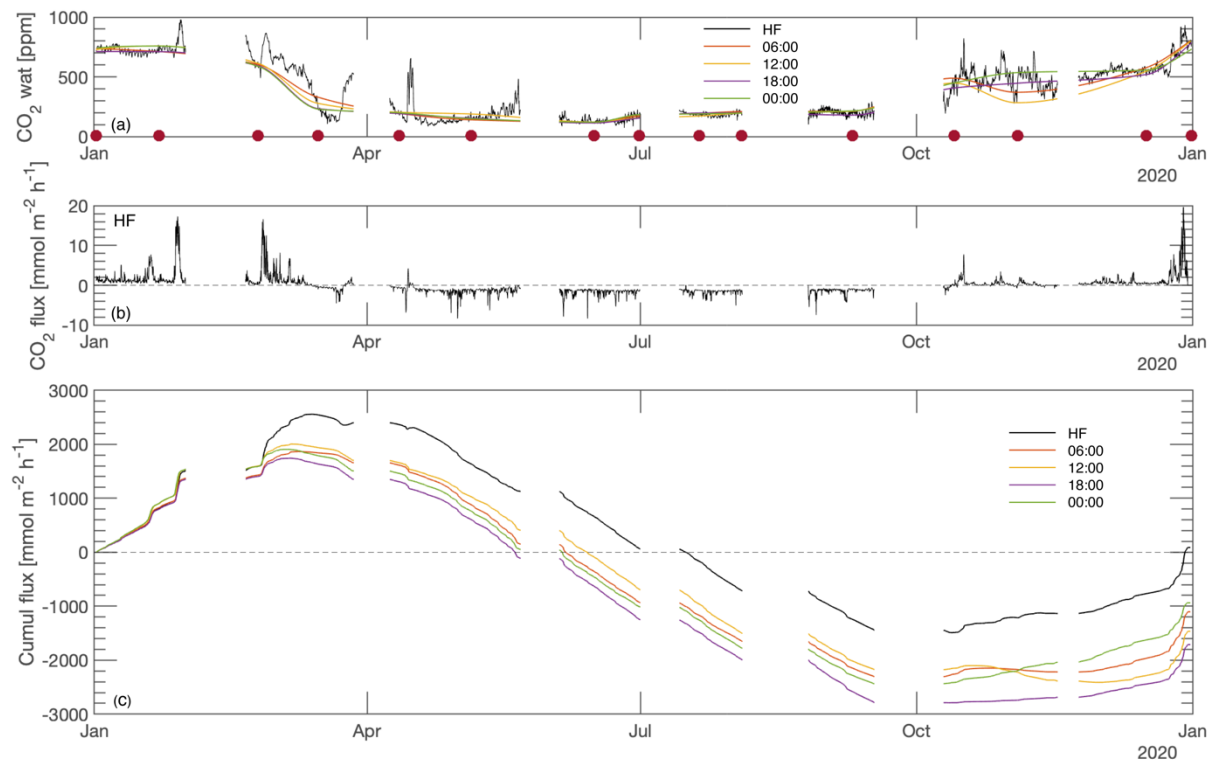 CO2 wat [ppm]
1000
500
0
HF
06:00
12:00
18:00
00:00
(a)
Jan Apr Jul Oct Jan
2020
CO2 flux [mmol m-2 h-1]
20
10
0
-10
HF
(b)
Jan Apr Jul Oct Jan
2020
Cumul flux [mmol m-2 h-1]
3000
2000
1000
0
-1000
-2000
-3000
HF
06:00
12:00
18:00
00:00
(c)
Jan Apr Jul Oct Jan
2020